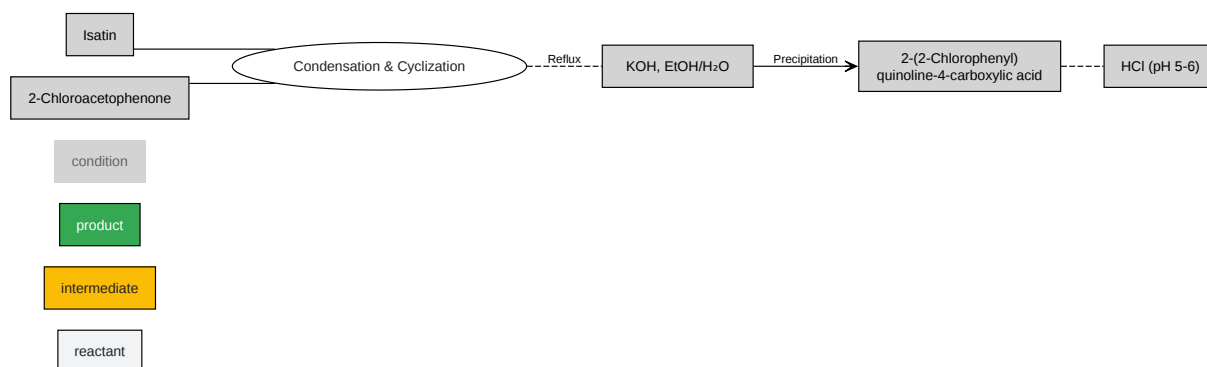 Isatin
2-Chloroacetophenone
Condensation & Cyclization
Reflux
KOH, EtOH/H₂O
Precipitation
2-(2-Chlorophenyl)
quinoline-4-carboxylic acid
HCl (pH 5-6)
condition
product
intermediate
reactant